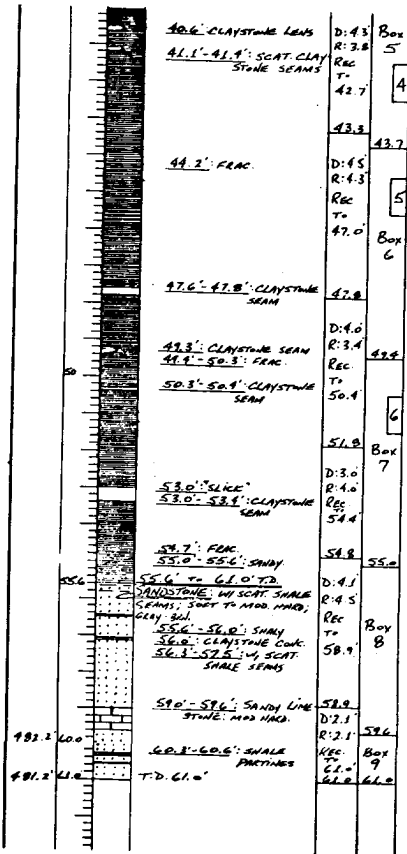 40.6' CLAYSTONE LENS
41.1'-41.4': SCAT. CLAY
STONE SEAMS
D: 4.3
R: 3.8
REC
TO
42.7'
Box
5
4
43.3
43.7
44.2': FRAC.
D: 4.5
R: 4.3
REC
TO
47.0'
5
Box
6
47.6'-47.8': CLAYSTONE
SEAM
47.8
49.3': CLAYSTONE SEAM
49.4'-50.3': FRAC.
50.3'-50.4': CLAYSTONE
SEAM
50
D: 4.0
R: 3.4
REC.
TO
50.4'
49.4
6
51.8
Box
7
53.0': "SLICK"
53.0'-53.4': CLAYSTONE
SEAM
D: 3.0
R: 4.0
REC
TO
54.4'
54.7': FRAC.
55.0'-55.6': SANDY
54.8
55.0
55.6
55.6' TO 61.0' T.D.
SANDSTONE: W/ SCAT. SHALE
SEAMS; SOFT TO MOD. HARD;
GRAY
55.6'-56.0': SHALY
56.0': CLAYSTONE CONC.
56.3'-57.5': W/ SCAT.
SHALE SEAMS
D: 4.1
R: 4.5
REC
TO
58.9'
Box
8
59.0'-59.6': SANDY LIME
STONE: MOD HARD.
58.9
D: 2.1
R: 2.1
REC.
TO
61.0'
59.6
Box
9
482.2 60.0
60.3'-60.6': SHALE
PARTINGS
481.2' 61.0
T.D. 61.0'
61.0 61.0